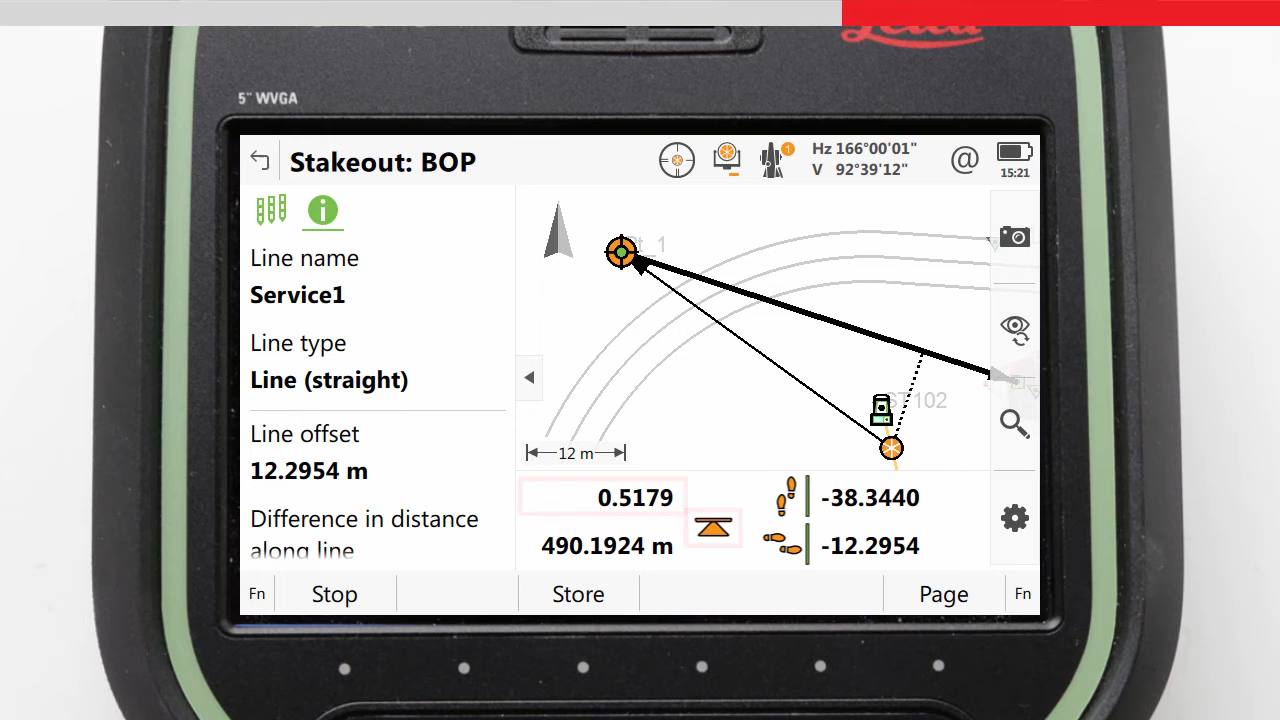 Leica
5" WVGA
Stakeout: BOP
1
Hz 166°00'01"
V 92°39'12"
@
15:21
Line name
Service1
Line type
Line (straight)
Line offset
12.2954 m
Difference in distance
along line
ST102
12 m
0.5179
-38.3440
490.1924 m
-12.2954
Fn
Stop
Store
Page
Fn